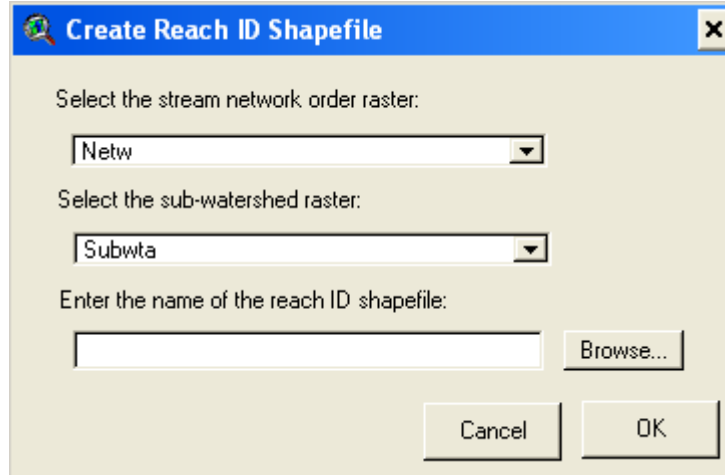 Create Reach ID Shapefile
Select the stream network order raster:
Netw
Select the sub-watershed raster:
Subwta
Enter the name of the reach ID shapefile:
Browse...
Cancel
OK